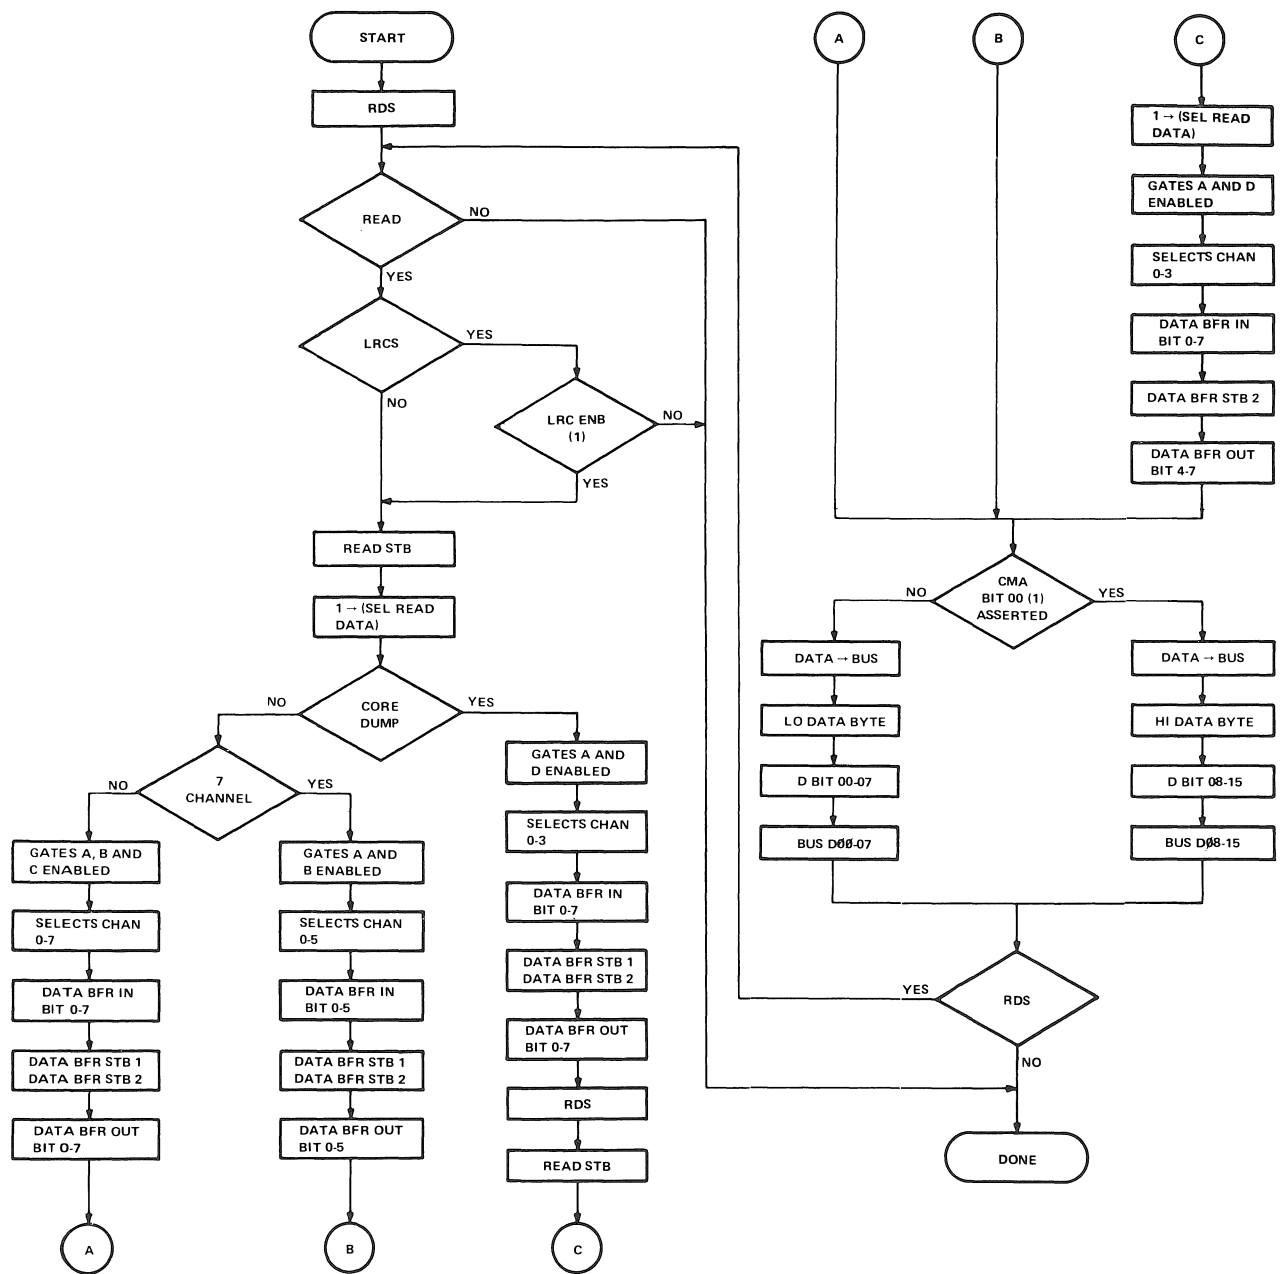 START
RDS
READ
NO
YES
LRCS
YES
NO
LRC ENB
(1)
NO
YES
READ STB
1 → (SEL READ
DATA)
CORE
DUMP
NO
YES
7
CHANNEL
NO
YES
GATES A, B AND
C ENABLED
SELECTS CHAN
0-7
DATA BFR IN
BIT 0-7
DATA BFR STB 1
DATA BFR STB 2
DATA BFR OUT
BIT 0-7
A
GATES A AND
B ENABLED
SELECTS CHAN
0-5
DATA BFR IN
BIT 0-5
DATA BFR STB 1
DATA BFR STB 2
DATA BFR OUT
BIT 0-5
B
GATES A AND
D ENABLED
SELECTS CHAN
0-3
DATA BFR IN
BIT 0-7
DATA BFR STB 1
DATA BFR STB 2
DATA BFR OUT
BIT 0-7
RDS
READ STB
C
A
B
C
1 → (SEL READ
DATA)
GATES A AND D
ENABLED
SELECTS CHAN
0-3
DATA BFR IN
BIT 0-7
DATA BFR STB 2
DATA BFR OUT
BIT 4-7
CMA
BIT 00 (1)
ASSERTED
NO
YES
DATA → BUS
LO DATA BYTE
D BIT 00-07
BUS DØØ-07
DATA → BUS
HI DATA BYTE
D BIT 08-15
BUS DØ8-15
RDS
YES
NO
DONE